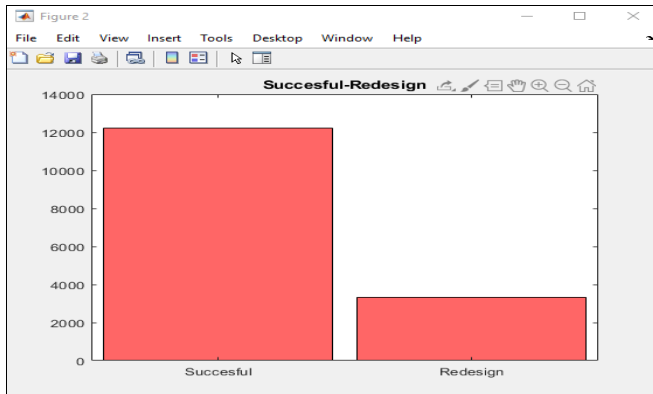 Figure 2
File Edit View Insert Tools Desktop Window Help
Succesful-Redesign
14000
12000
10000
8000
6000
4000
2000
0
Succesful Redesign